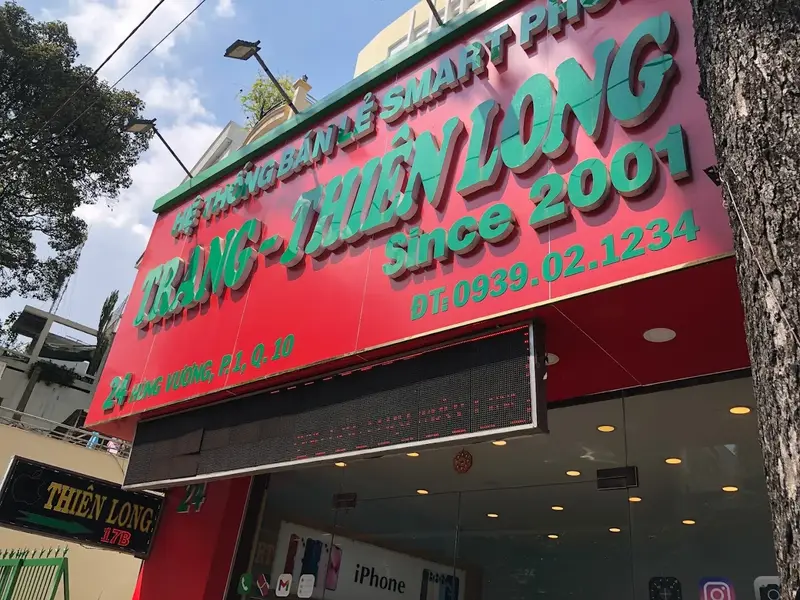 HỆ THỐNG BÁN LẺ SMART PHO
TRANG - THIÊN LONG
Since 2001
ĐT: 0939.02.1234
24 HÙNG VƯƠNG, P. 1, Q. 10
THIÊN LONG
17B
24
iPhone